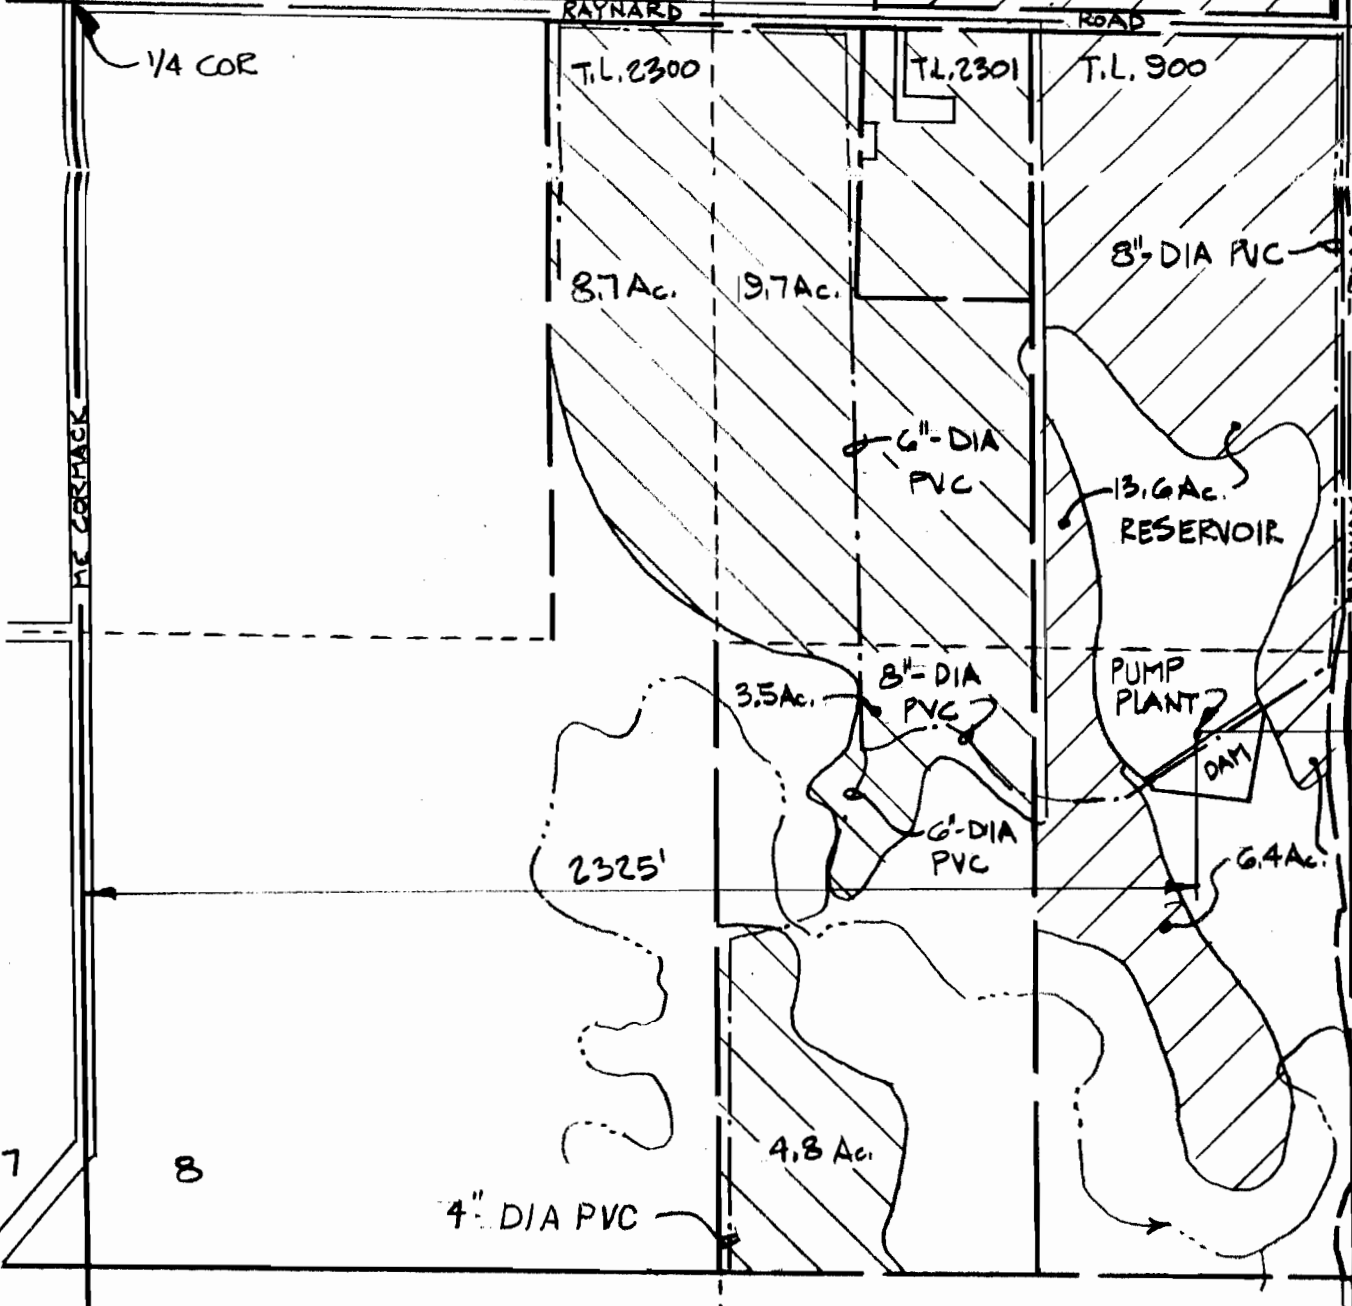 RAYNARD
ROAD
1/4 COR
T.L. 2300
T.L. 2301
T.L. 900
8"-DIA PVC
8.7 Ac.
19.7 Ac.
MC CORMACK
6"-DIA
PVC
13.6 Ac.
RESERVOIR
3.5 Ac.
8"-DIA
PVC
PUMP
PLANT
DAM
6"-DIA
PVC
2325'
6.4 Ac.
4.8 Ac.
7
8
4" DIA PVC